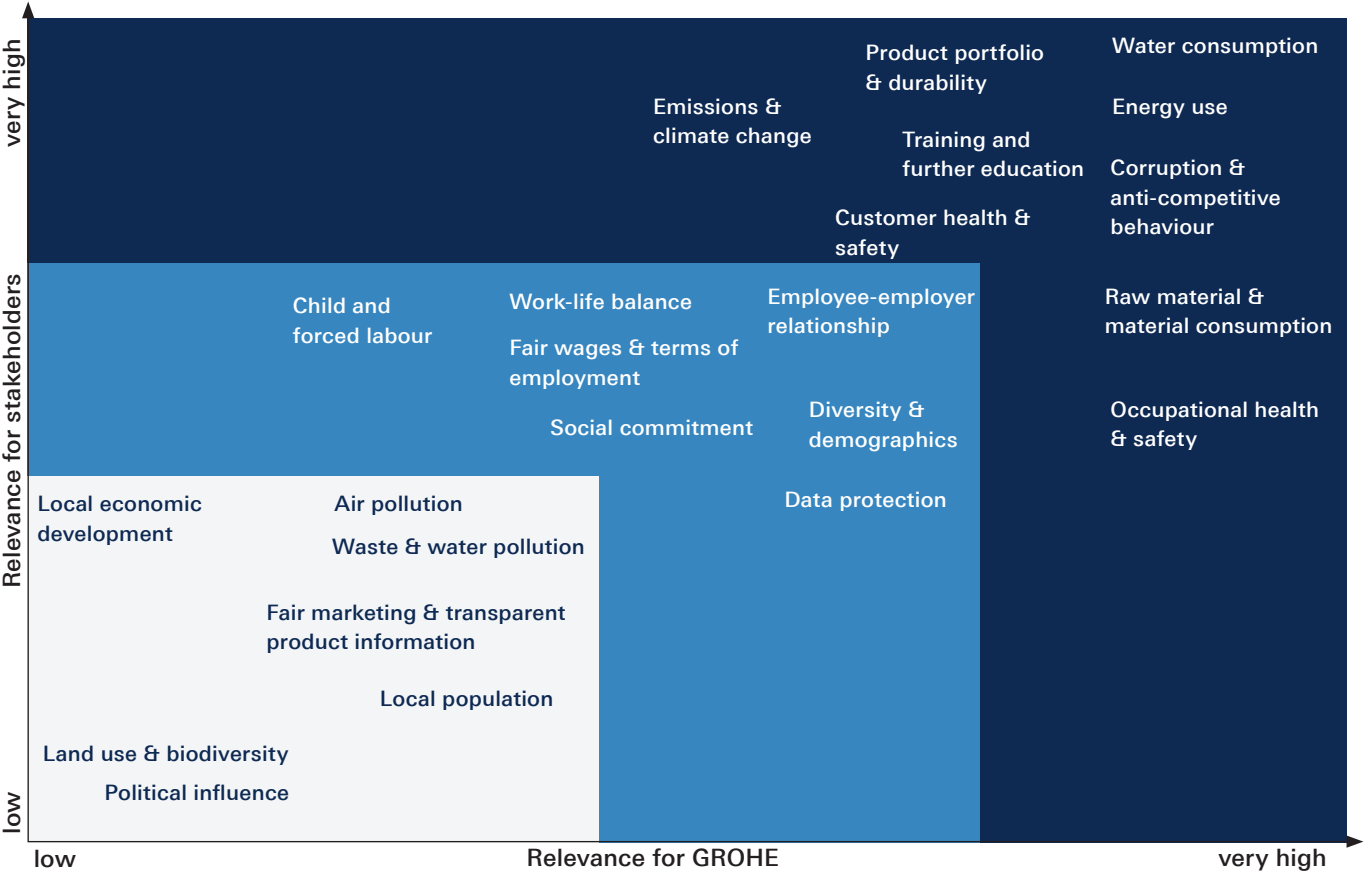 very high
Relevance for stakeholders
low
Water consumption
Product portfolio
& durability
Emissions &
climate change
Energy use
Training and
further education
Corruption &
anti-competitive
behaviour
Customer health &
safety
Child and
forced labour
Work-life balance
Employee-employer
relationship
Raw material &
material consumption
Fair wages & terms of
employment
Social commitment
Diversity &
demographics
Occupational health
& safety
Local economic
development
Air pollution
Data protection
Waste & water pollution
Fair marketing & transparent
product information
Local population
Land use & biodiversity
Political influence
low
Relevance for GROHE
very high